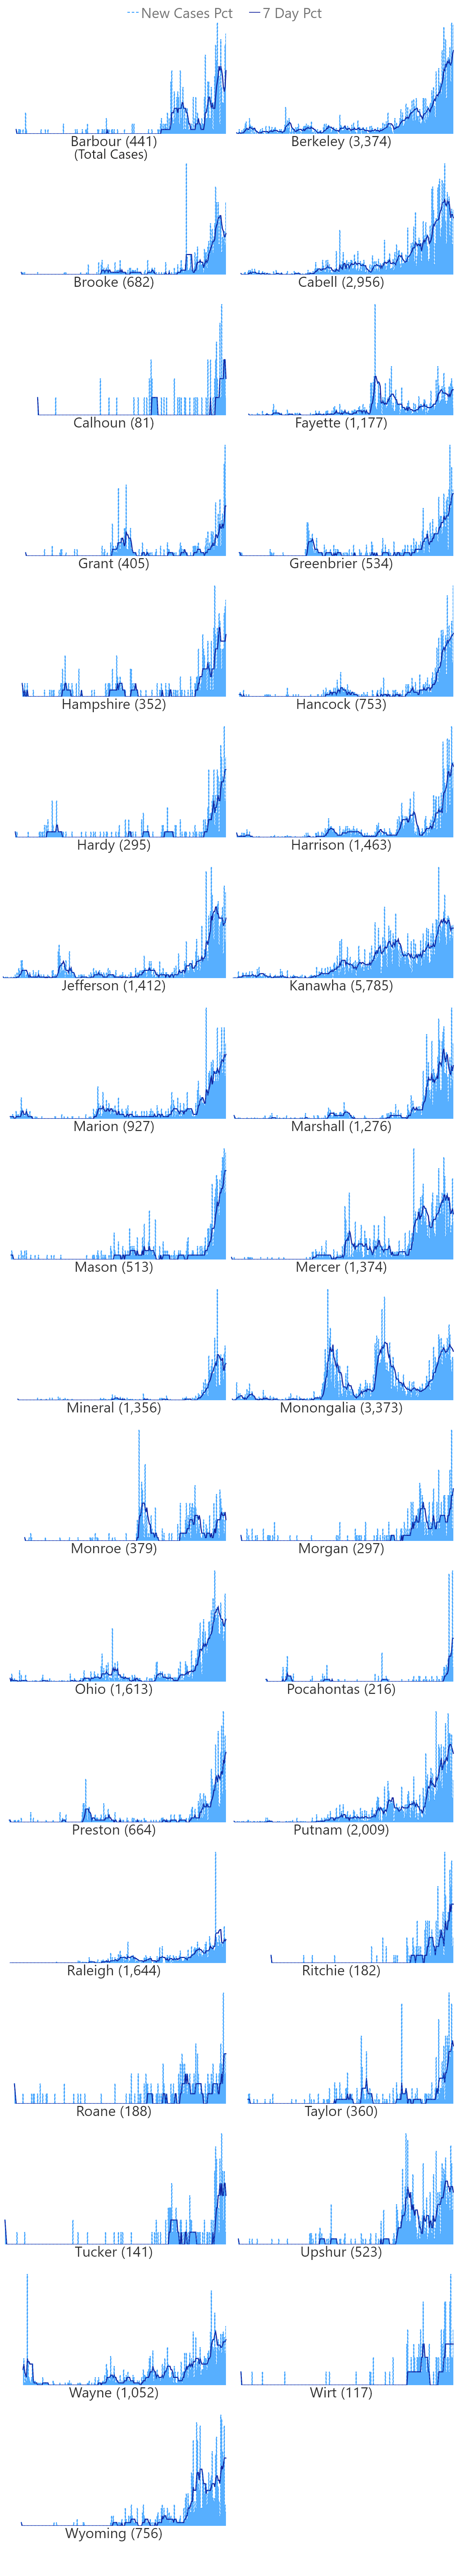 New Cases Pct 7 Day Pct
Barbour (441) Berkeley (3,374)
(Total Cases)
Brooke (682) Cabell (2,956)
Calhoun (81) Fayette (1,177)
Grant (405) Greenbrier (534)
Hampshire (352) Hancock (753)
Hardy (295) Harrison (1,463)
Jefferson (1,412) Kanawha (5,785)
Marion (927) Marshall (1,276)
Mason (513) Mercer (1,374)
Mineral (1,356) Monongalia (3,373)
Monroe (379) Morgan (297)
Ohio (1,613) Pocahontas (216)
Preston (664) Putnam (2,009)
Raleigh (1,644) Ritchie (182)
Roane (188) Taylor (360)
Tucker (141) Upshur (523)
Wayne (1,052) Wirt (117)
Wyoming (756)